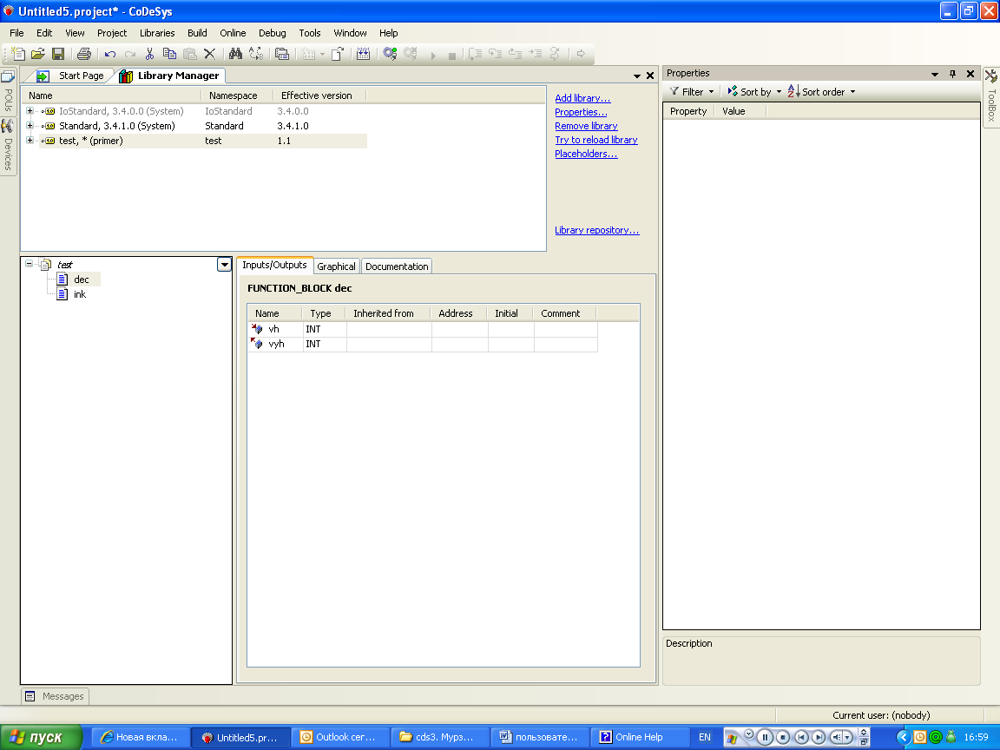 Untitled5.project* - CoDeSys
File Edit View Project Libraries Build Online Debug Tools Window Help
Start Page Library Manager
POUs
Devices
Name Namespace Effective version
IoStandard, 3.4.0.0 (System) IoStandard 3.4.0.0
Standard, 3.4.1.0 (System) Standard 3.4.1.0
test, * (primer) test 1.1
Add library...
Properties...
Remove library
Try to reload library
Placeholders...
Library repository...
test
dec
ink
Inputs/Outputs Graphical Documentation
FUNCTION_BLOCK dec
Name Type Inherited from Address Initial Comment
vh INT
vyh INT
Properties
Filter Sort by Sort order
Property Value
Description
ToolBox
Messages
Current user: (nobody)
пуск Новая вкла... Untitled5.pr... Outlook сег... cds3. Мурз... пользовате... Online Help EN 16:59